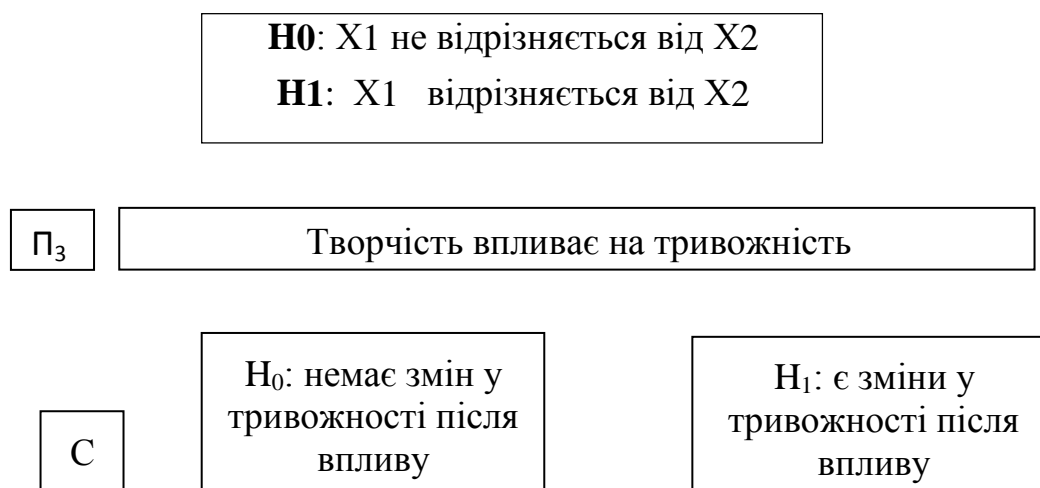 H0: X1 не відрізняється від X2
H1: X1 відрізняється від X2
П3
Творчість впливає на тривожність
H0: немає змін у
тривожності після
впливу
H1: є зміни у
тривожності після
впливу
С